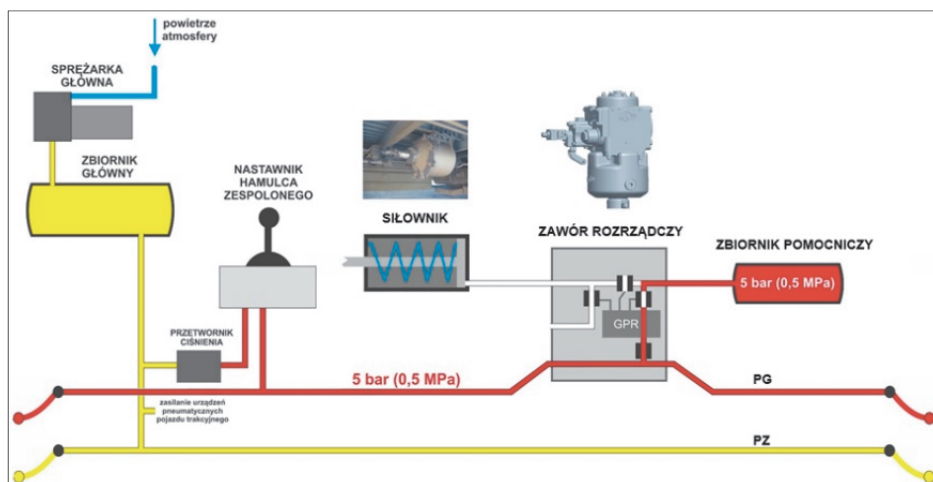 powietrze
atmosfery
SPRĘŻARKA
GŁÓWNA
ZBIORNIK
GŁÓWNY
NASTAWNIK
HAMULCA
ZESPOLONEGO
SIŁOWNIK
ZAWÓR ROZRZĄDCZY
ZBIORNIK POMOCNICZY
5 bar (0,5 MPa)
GPR
PRZETWORNIK
CIŚNIENIA
5 bar (0,5 MPa)
PG
zasilanie urządzeń
pneumatycznych
pojazdu trakcyjnego
PZ